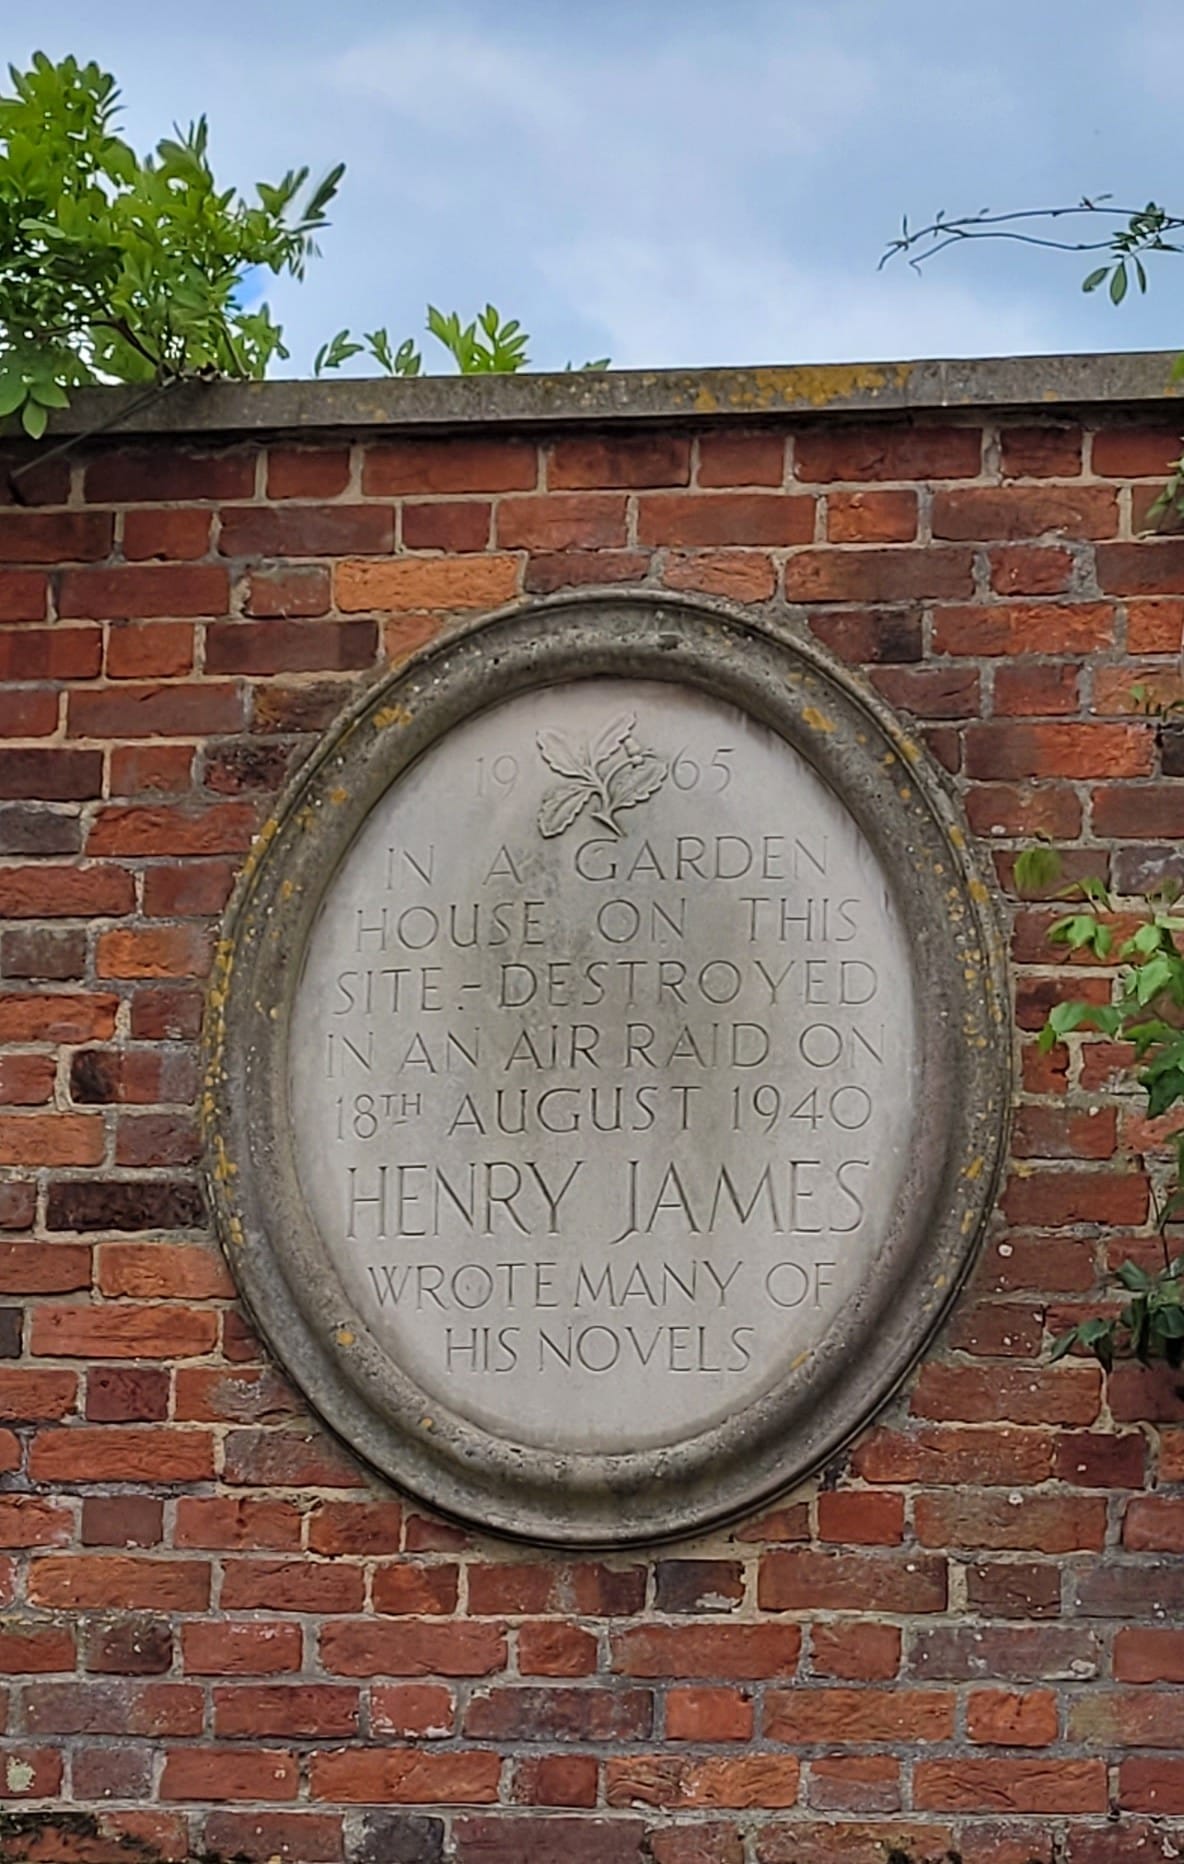 19 65
IN A GARDEN
HOUSE ON THIS
SITE.-DESTROYED
IN AN AIR RAID ON
18TH AUGUST 1940
HENRY JAMES
WROTE MANY OF
HIS NOVELS